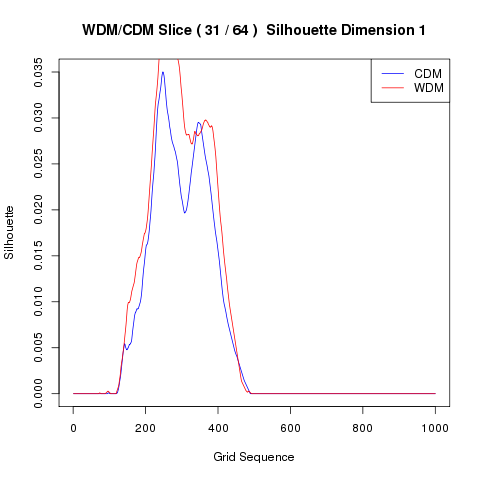 WDM/CDM Slice ( 31 / 64 )  Silhouette Dimension 1
CDM
WDM
Silhouette
0.035
0.030
0.025
0.020
0.015
0.010
0.005
0.000
0 200 400 600 800 1000
Grid Sequence